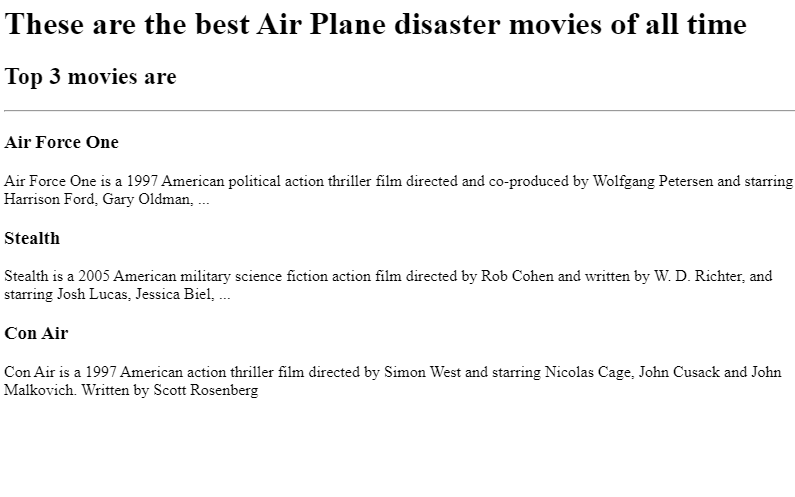 These are the best Air Plane disaster movies of all time
Top 3 movies are
Air Force One
Air Force One is a 1997 American political action thriller film directed and co-produced by Wolfgang Petersen and starring
Harrison Ford, Gary Oldman, ...
Stealth
Stealth is a 2005 American military science fiction action film directed by Rob Cohen and written by W. D. Richter, and
starring Josh Lucas, Jessica Biel, ...
Con Air
Con Air is a 1997 American action thriller film directed by Simon West and starring Nicolas Cage, John Cusack and John
Malkovich. Written by Scott Rosenberg